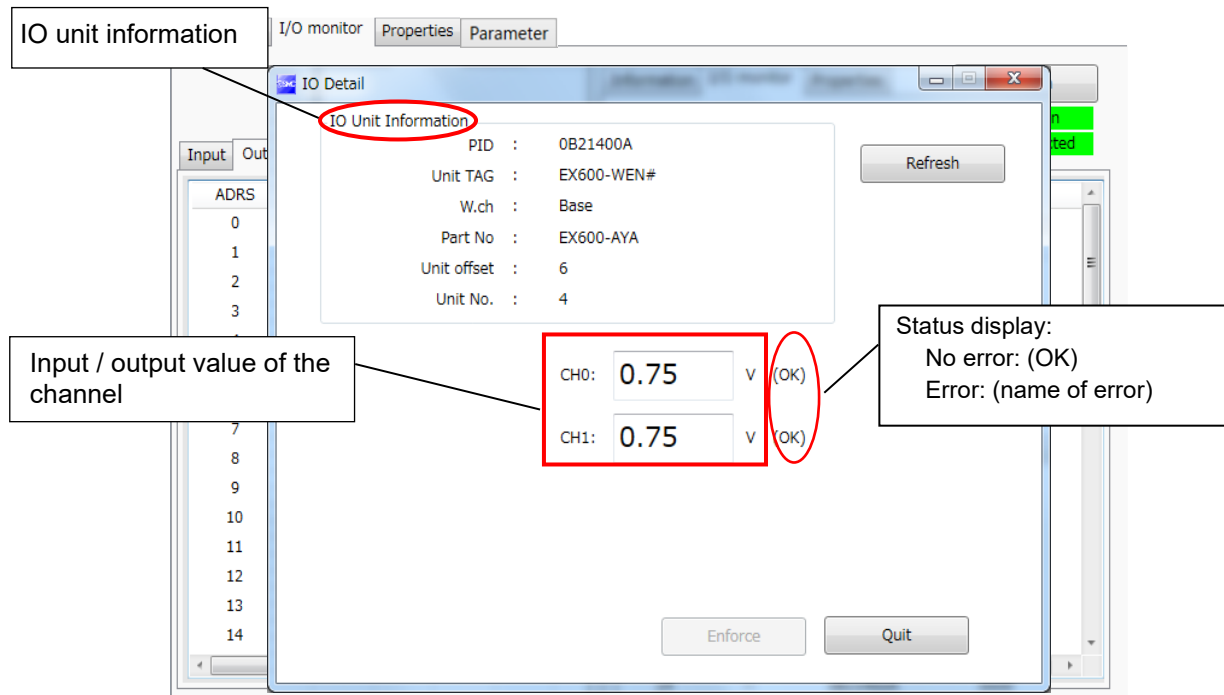 IO unit information
I/O monitor Properties Parameter
IO Detail
IO Unit Information
PID : 0B21400A
Unit TAG : EX600-WEN#
W.ch : Base
Part No : EX600-AYA
Unit offset : 6
Unit No. : 4
Refresh
Input Out
ADRS
0
1
2
3
Input / output value of the
channel
CH0: 0.75 V (OK)
CH1: 0.75 V (OK)
Status display:
No error: (OK)
Error: (name of error)
7
8
9
10
11
12
13
14
Enforce Quit